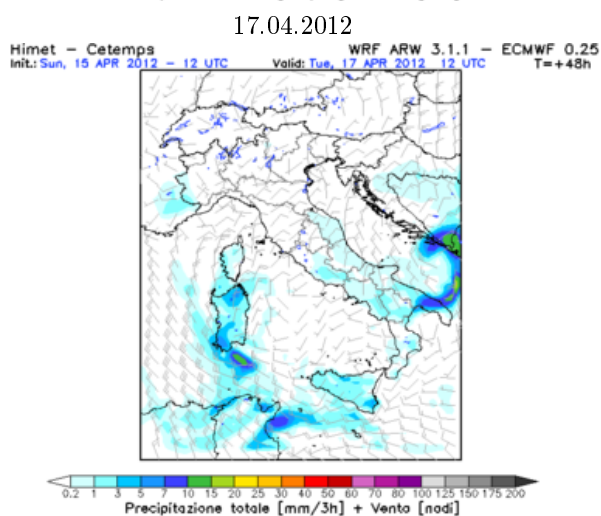 17.04.2012
Himet – Cetemps WRF ARW 3.1.1 – ECMWF 0.25
Init.: Sun, 15 APR 2012 – 12 UTC Valid: Tue, 17 APR 2012 12 UTC T=+48h
0.2 1 3 5 7 10 15 20 25 30 40 50 60 70 80 100 125 150 175 200
Precipitazione totale [mm/3h] + Vento [nodi]